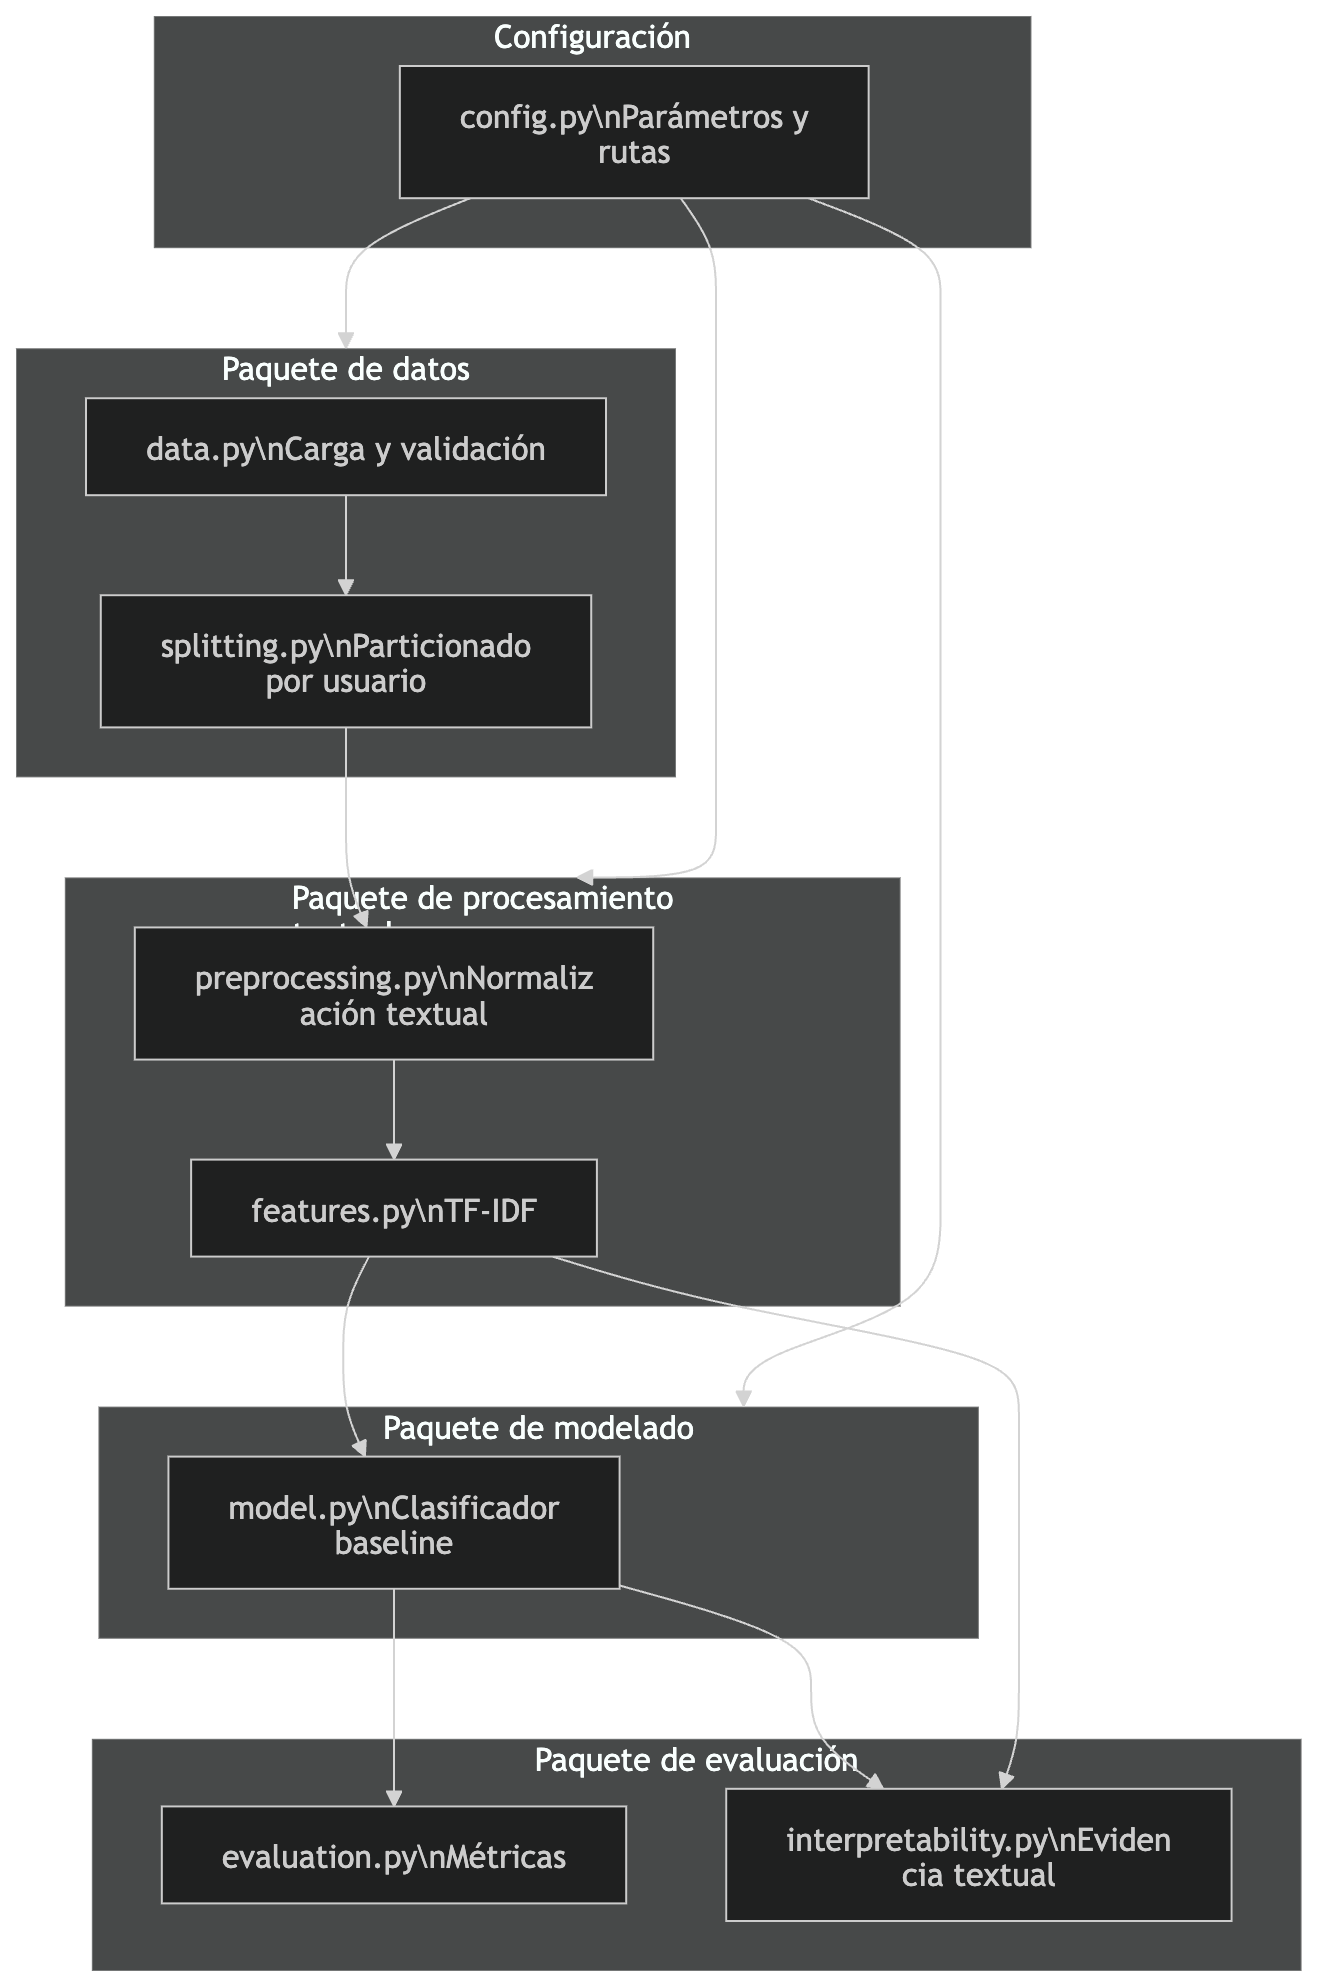 Configuración
config.py\nParámetros y
rutas
Paquete de datos
data.py\nCarga y validación
splitting.py\nParticionado
por usuario
Paquete de procesamiento
preprocessing.py\nNormaliz
ación textual
features.py\nTF-IDF
Paquete de modelado
model.py\nClasificador
baseline
Paquete de evaluación
evaluation.py\nMétricas
interpretability.py\nEviden
cia textual